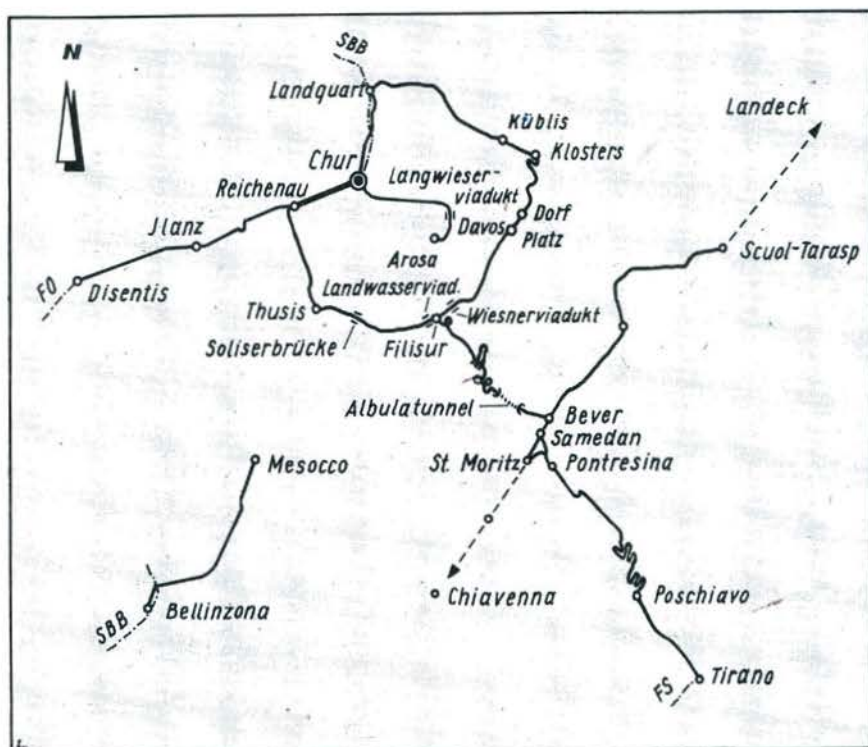 N
SBB
Landquart
Landeck
Küblis
Klosters
Chur
Langwieser-
viadukt
Reichenau
Dorf
Davos
Platz
Jlanz
Arosa
Scuol-Tarasp
FO
Disentis
Landwasserviad.
Thusis
Wiesnerviadukt
Soliserbrücke
Filisur
Albulatunnel
Bever
Samedan
Mesocco
St. Moritz
Pontresina
Chiavenna
Poschiavo
Bellinzona
SBB
Tirano
FS